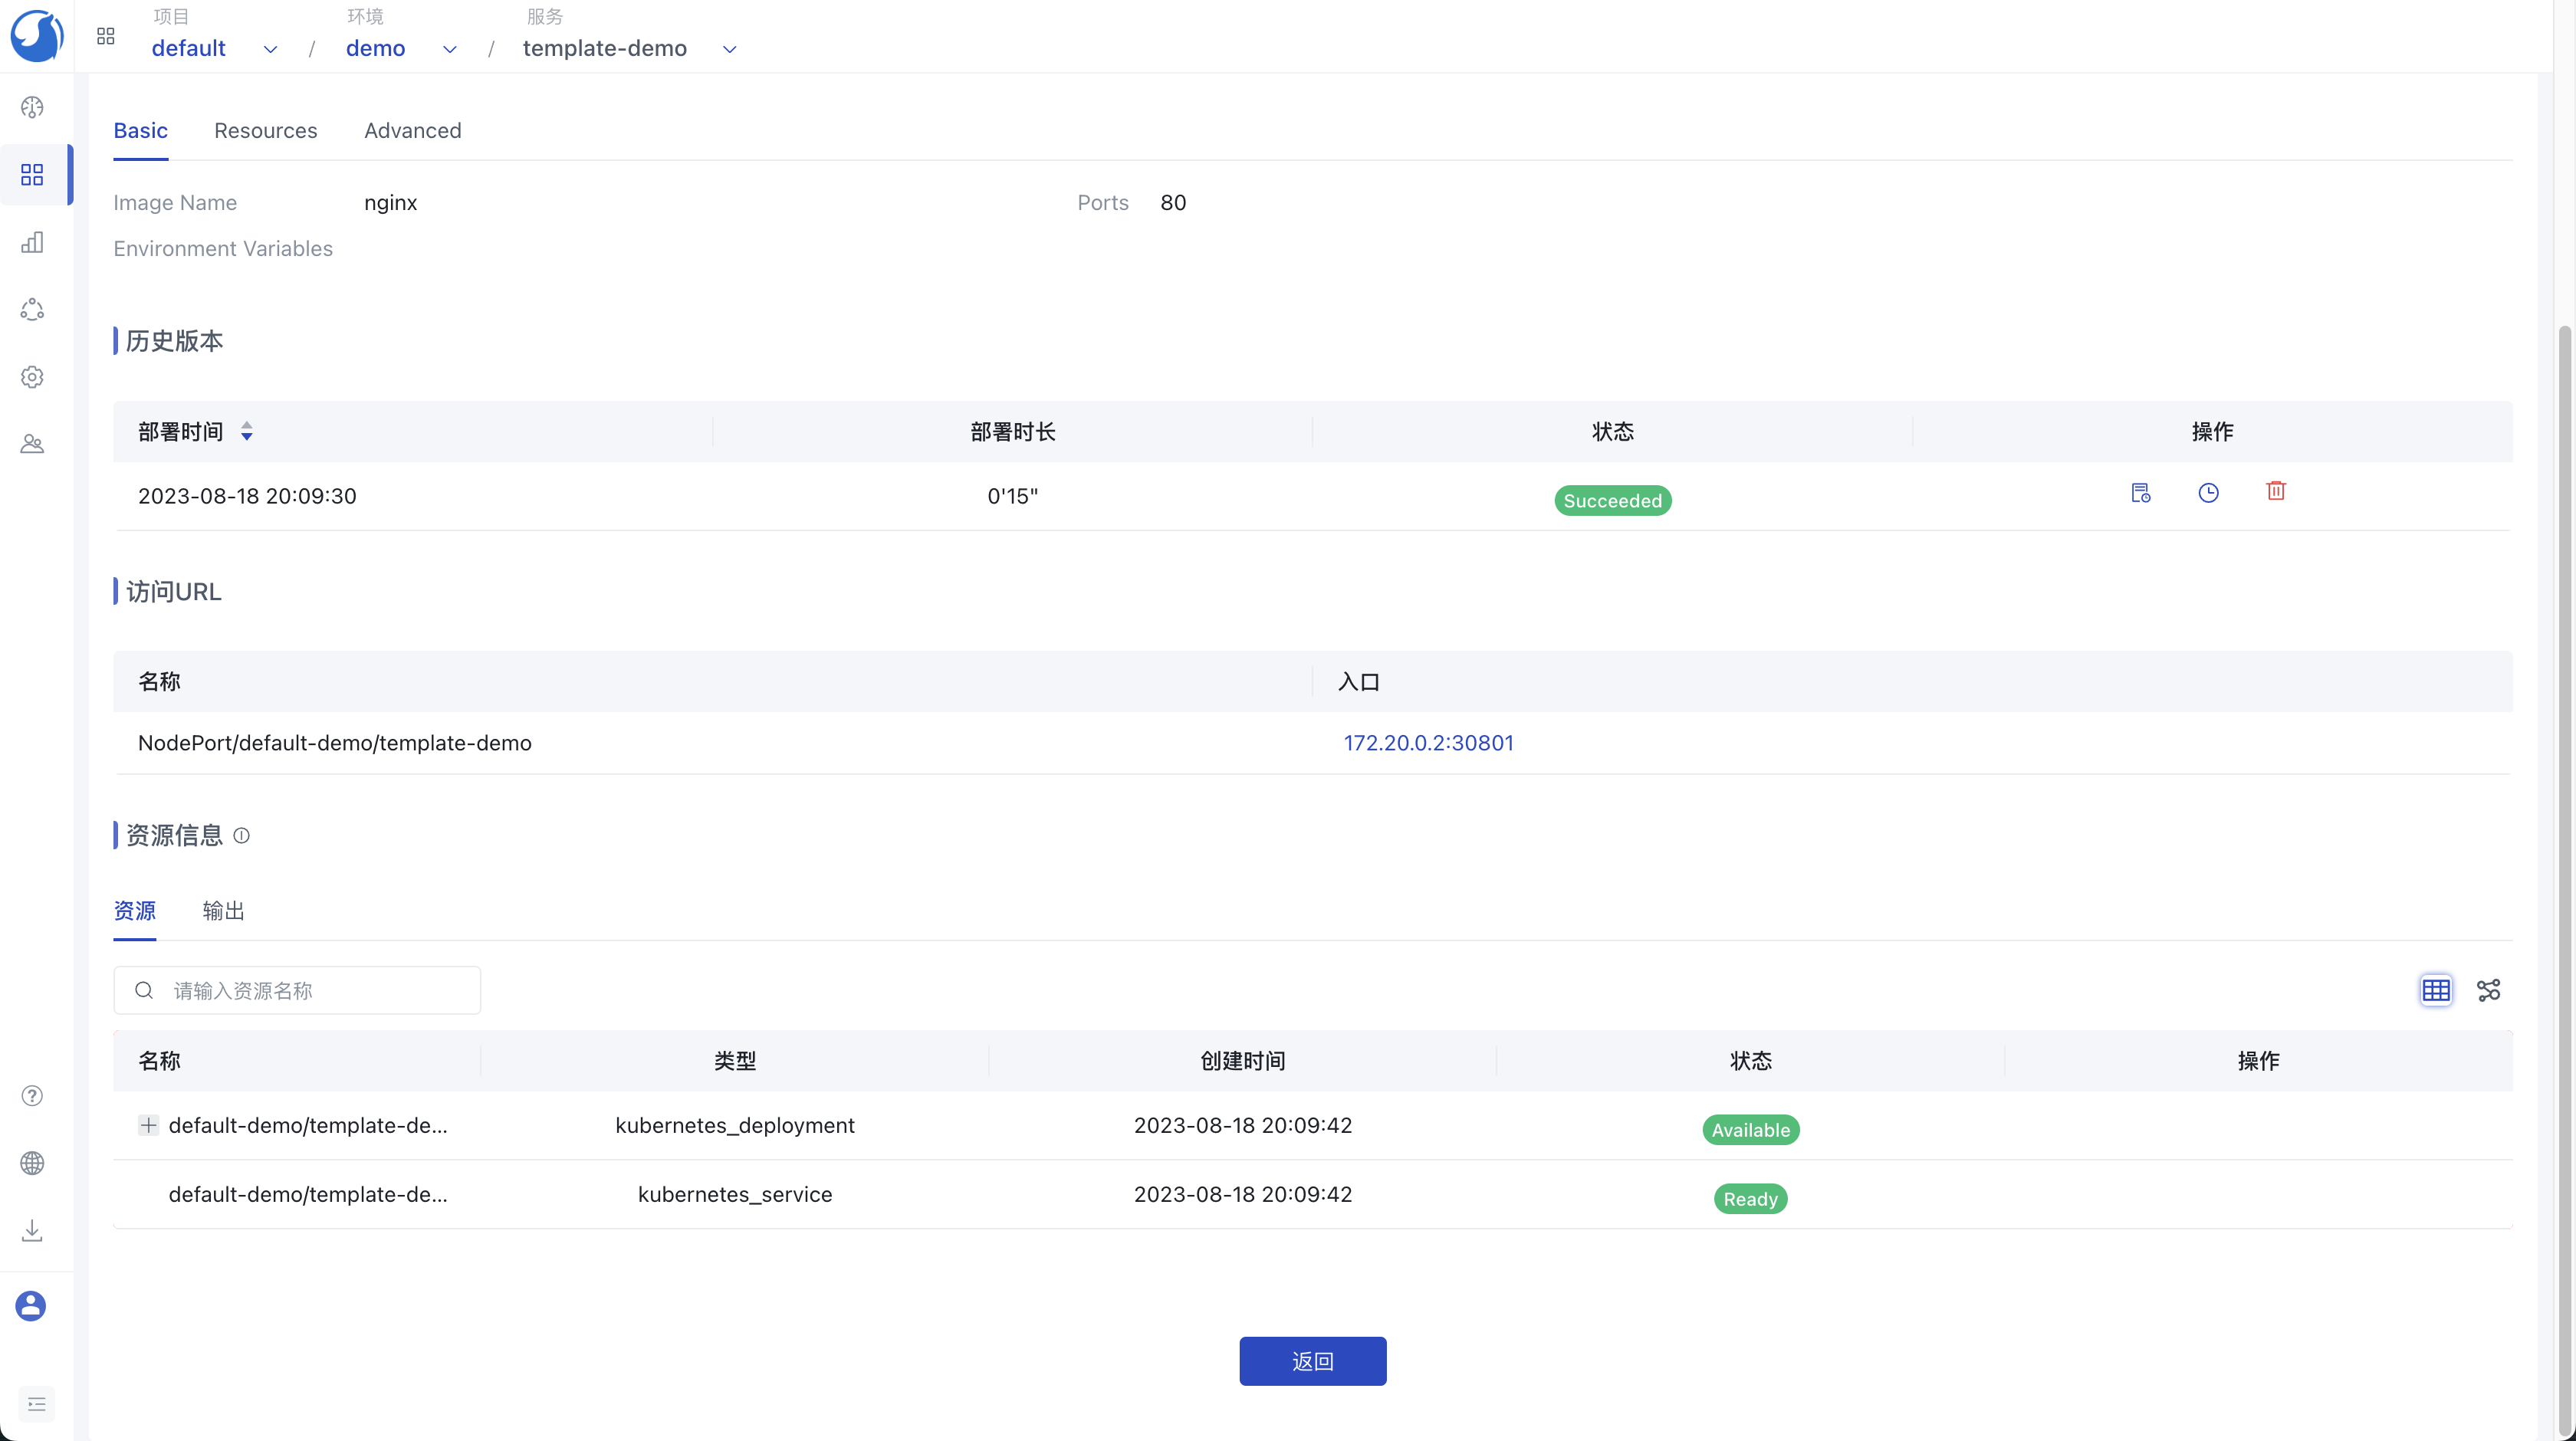 项目 环境 服务
default / demo / template-demo
Basic Resources Advanced
Image Name nginx Ports 80
Environment Variables
历史版本
部署时间 部署时长 状态 操作
2023-08-18 20:09:30 0'15" Succeeded
访问URL
名称 入口
NodePort/default-demo/template-demo 172.20.0.2:30801
资源信息
资源 输出
请输入资源名称
名称 类型 创建时间 状态 操作
default-demo/template-de... kubernetes_deployment 2023-08-18 20:09:42 Available
default-demo/template-de... kubernetes_service 2023-08-18 20:09:42 Ready
返回